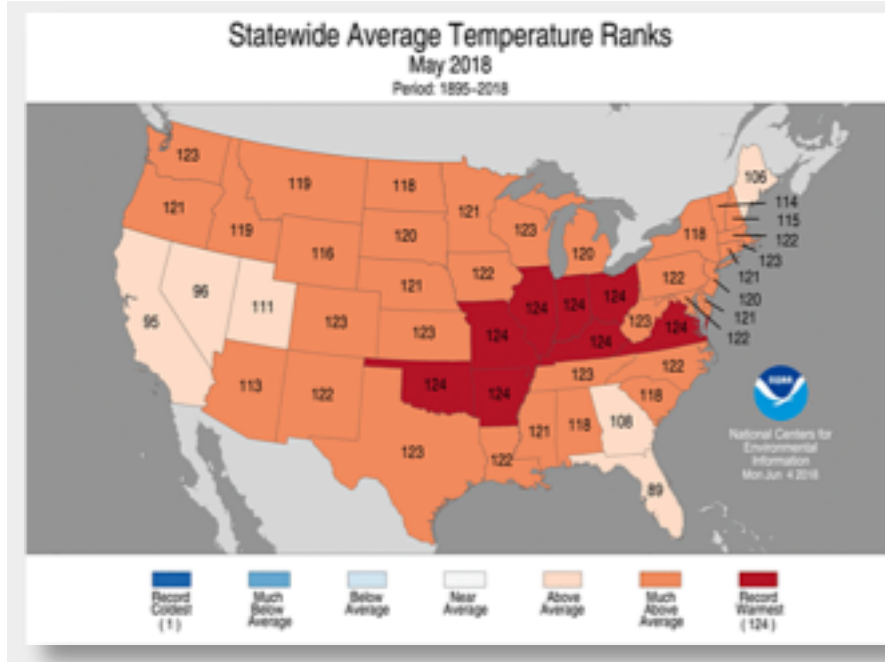 Statewide Average Temperature Ranks
May 2018
Period: 1895–2018
123
119
118
121
106
121
119
116
120
123
120
118
114
115
122
123
121
120
121
122
96
95
111
121
122
122
123
123
124
124
124
124
123
124
124
113
122
124
124
123
122
123
121
118
108
118
122
89
National Centers for
Environmental
Information
Mon Jun 4 2018
Record
Coldest
( 1 )
Much
Below
Average
Below
Average
Near
Average
Above
Average
Much
Above
Average
Record
Warmest
( 124 )